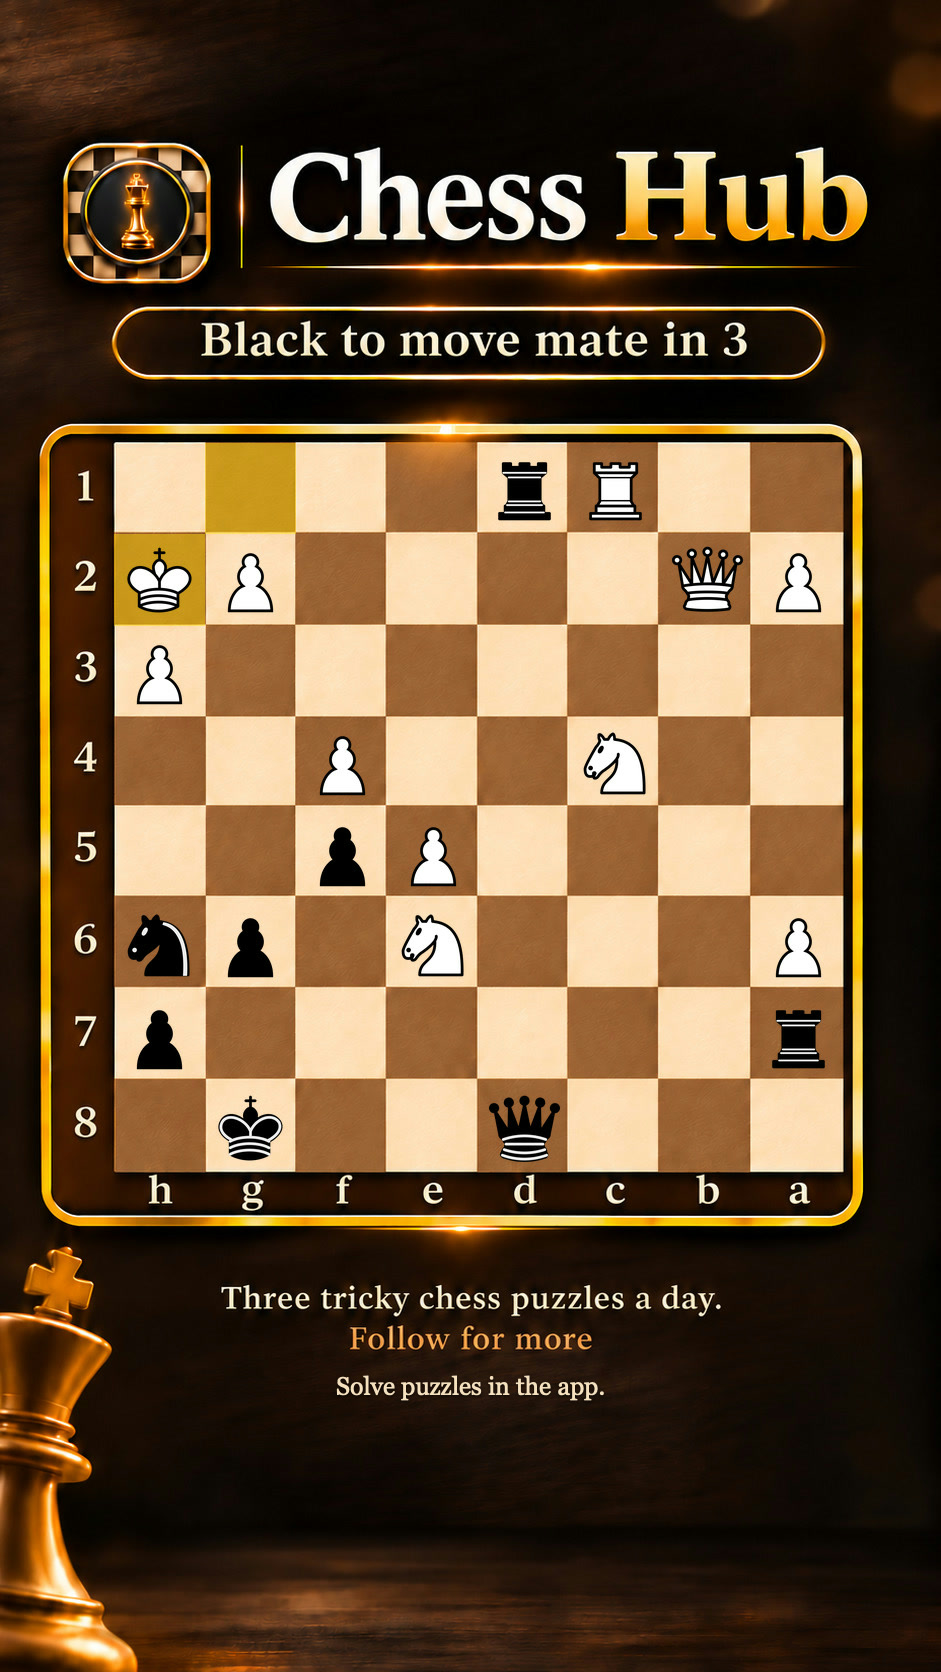 Chess Hub
Black to move mate in 3
1
2
3
4
5
6
7
8
h g f e d c b a
Three tricky chess puzzles a day.
Follow for more
Solve puzzles in the app.